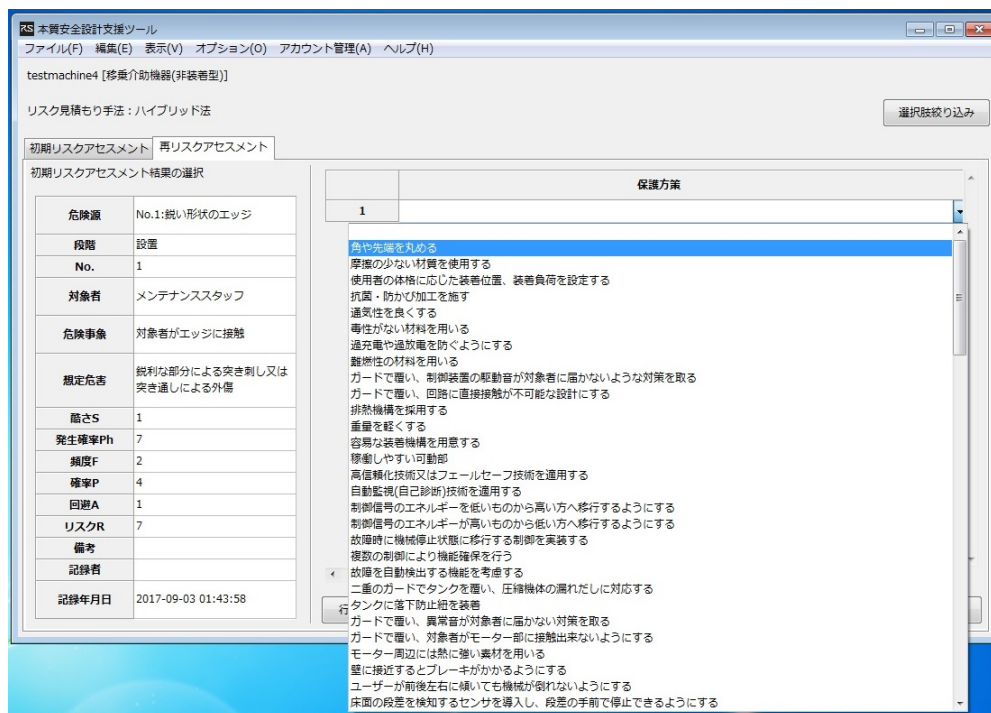 RS 本質安全設計支援ツール
ファイル(F) 編集(E) 表示(V) オプション(O) アカウント管理(A) ヘルプ(H)
testmachine4 [移乗介助機器(非装着型)]
リスク見積もり手法：ハイブリッド法
選択肢絞り込み
初期リスクアセスメント 再リスクアセスメント
初期リスクアセスメント結果の選択
危険源 No.1:鋭い形状のエッジ
段階 設置
No. 1
対象者 メンテナンススタッフ
危険事象 対象者がエッジに接触
想定危害 鋭利な部分による突き刺し又は
突き通しによる外傷
酷さS 1
発生確率Ph 7
頻度F 2
確率P 4
回避A 1
リスクR 7
備考
記録者
記録年月日 2017-09-03 01:43:58
保護方策
1
角や先端を丸める
摩擦の少ない材質を使用する
使用者の体格に応じた装着位置、装着負荷を設定する
抗菌・防かび加工を施す
通気性を良くする
毒性がない材料を用いる
過充電や過放電を防ぐようにする
難燃性の材料を用いる
ガードで覆い、制御装置の駆動音が対象者に届かないような対策を取る
ガードで覆い、回路に直接接触が不可能な設計にする
排熱機構を採用する
重量を軽くする
容易な装着機構を用意する
稼働しやすい可動部
高信頼化技術又はフェールセーフ技術を適用する
自動監視(自己診断)技術を適用する
制御信号のエネルギーを低いものから高い方へ移行するようにする
制御信号のエネルギーが高いものから低い方へ移行するようにする
故障時に機械停止状態に移行する制御を実装する
複数の制御により機能確保を行う
故障を自動検出する機能を考慮する
二重のガードでタンクを覆い、圧縮機体の漏れだしに対応する
タンクに落下防止紐を装着
ガードで覆い、異常音が対象者に届かない対策を取る
ガードで覆い、対象者がモーター部に接触出来ないようにする
モーター周辺には熱に強い素材を用いる
壁に接近するとブレーキがかかるようにする
ユーザーが前後左右に傾いても機械が倒れないようにする
床面の段差を検知するセンサを導入し、段差の手前で停止できるようにする
行